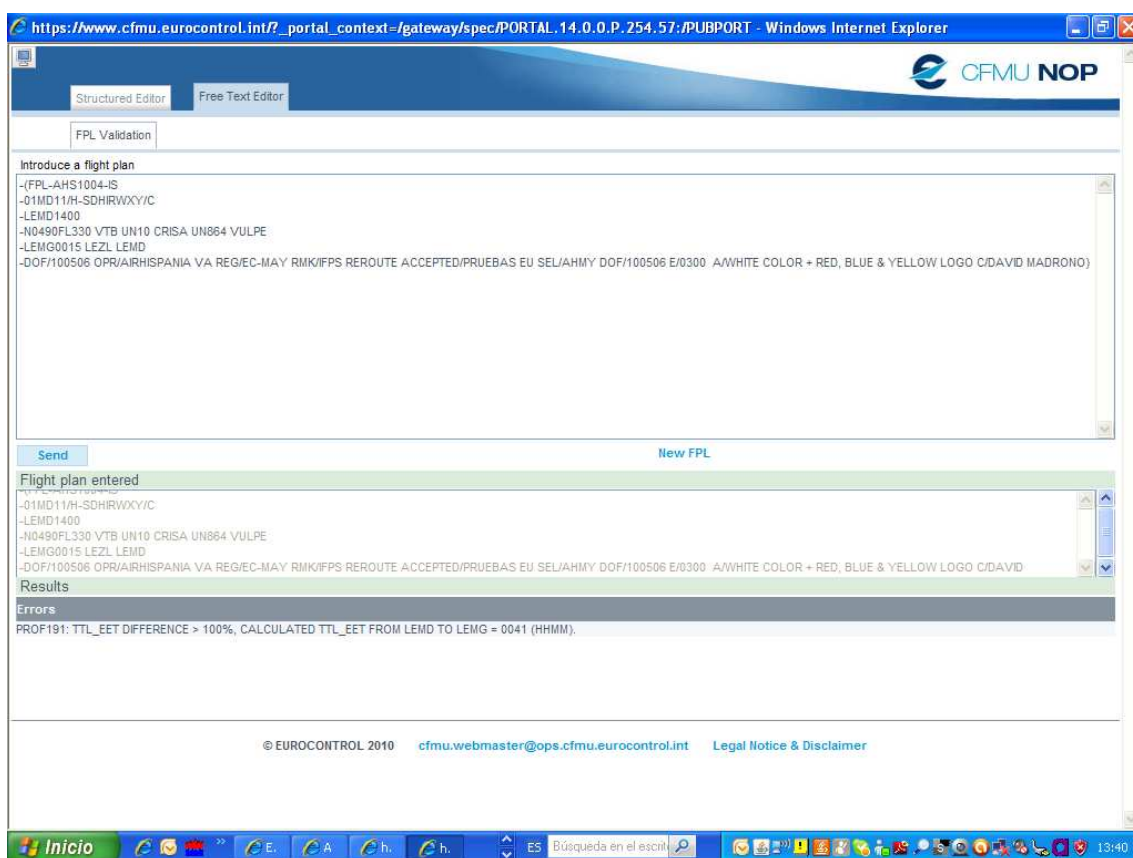 https://www.cfmu.eurocontrol.int/?_portal_context=/gateway/spec/PORTAL.14.0.0.P.254.57:/PUBPORT - Windows Internet Explorer
CFMU NOP
Structured Editor Free Text Editor
FPL Validation
Introduce a flight plan
-(FPL-AHS1004-IS
-01MD11/H-SDHIRWXY/C
-LEMD1400
-N0490FL330 VTB UN10 CRISA UN864 VULPE
-LEMG0015 LEZL LEMD
-DOF/100506 OPR/AIRHISPANIA VA REG/EC-MAY RMK/IFPS REROUTE ACCEPTED/PRUEBAS EU SEL/AHMY DOF/100506 E/0300 A/WHITE COLOR + RED, BLUE & YELLOW LOGO C/DAVID MADRONO)
Send New FPL
Flight plan entered
-(FPL-AHS1004-IS
-01MD11/H-SDHIRWXY/C
-LEMD1400
-N0490FL330 VTB UN10 CRISA UN864 VULPE
-LEMG0015 LEZL LEMD
-DOF/100506 OPR/AIRHISPANIA VA REG/EC-MAY RMK/IFPS REROUTE ACCEPTED/PRUEBAS EU SEL/AHMY DOF/100506 E/0300 A/WHITE COLOR + RED, BLUE & YELLOW LOGO C/DAVID
Results
Errors
PROF191: TTL_EET DIFFERENCE > 100%, CALCULATED TTL_EET FROM LEMD TO LEMG = 0041 (HHMM).
© EUROCONTROL 2010 cfmu.webmaster@ops.cfmu.eurocontrol.int Legal Notice & Disclaimer
Inicio E. A h. h. ES Búsqueda en el escrit 13:40